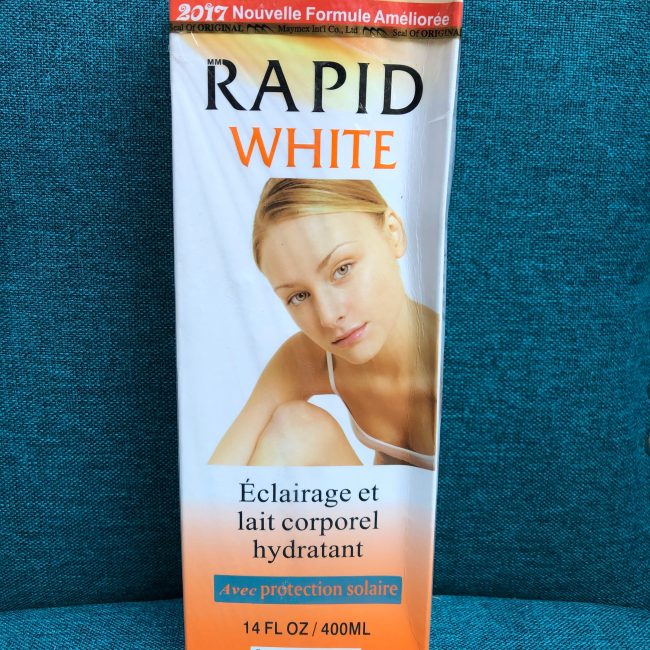 2017 Nouvelle Formule Améliorée
Seal Of ORIGINAL Maymex Int'l Co., Ltd Seal Of ORIGINAL
MM
RAPID
WHITE
Éclairage et
lait corporel
hydratant
Avec protection solaire
14 FL OZ / 400ML